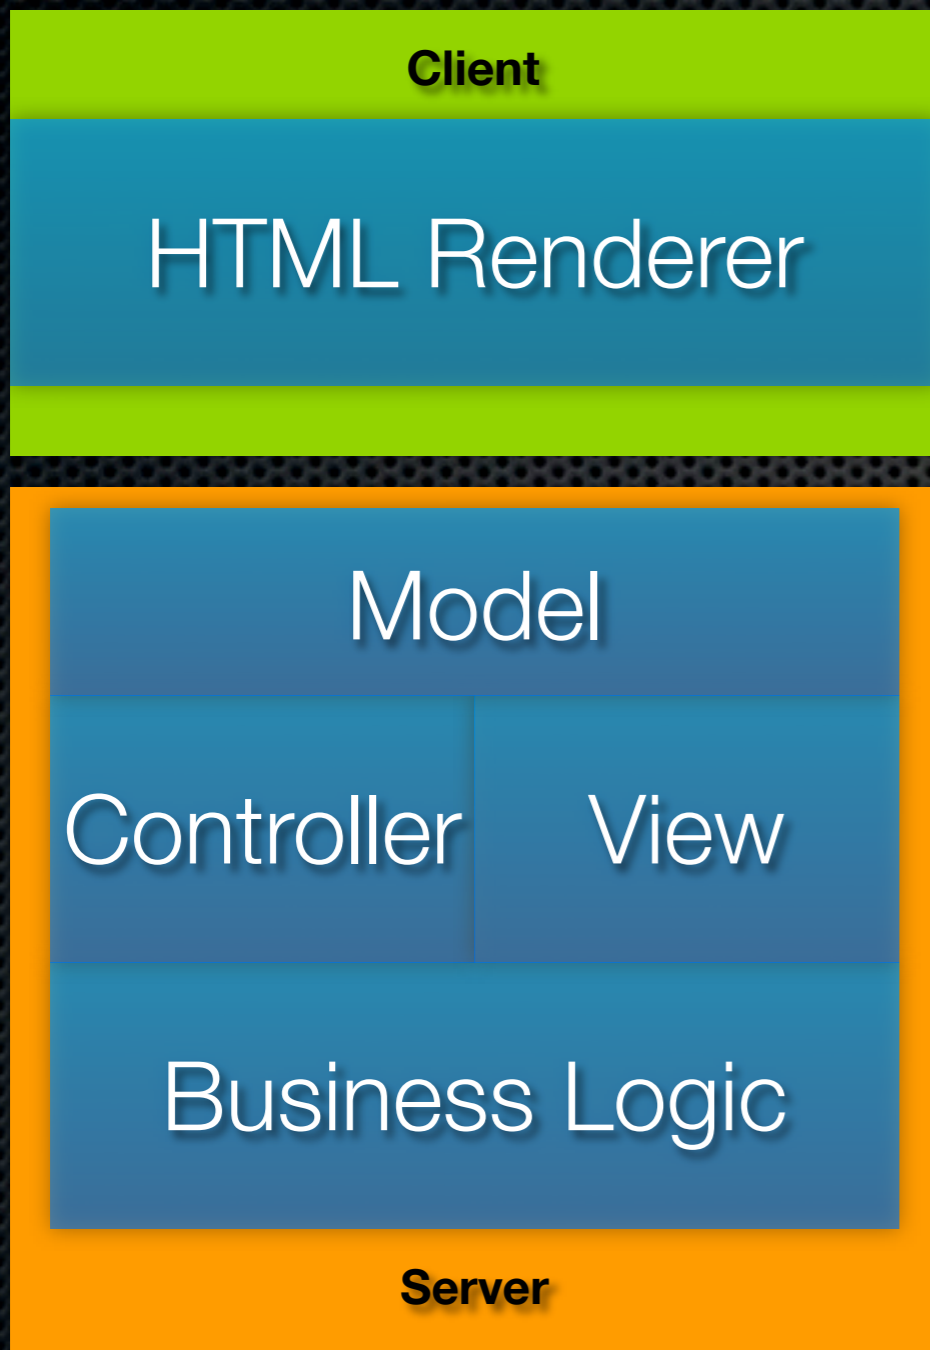 Client
HTML Renderer
Model
Controller
View
Business Logic
Server